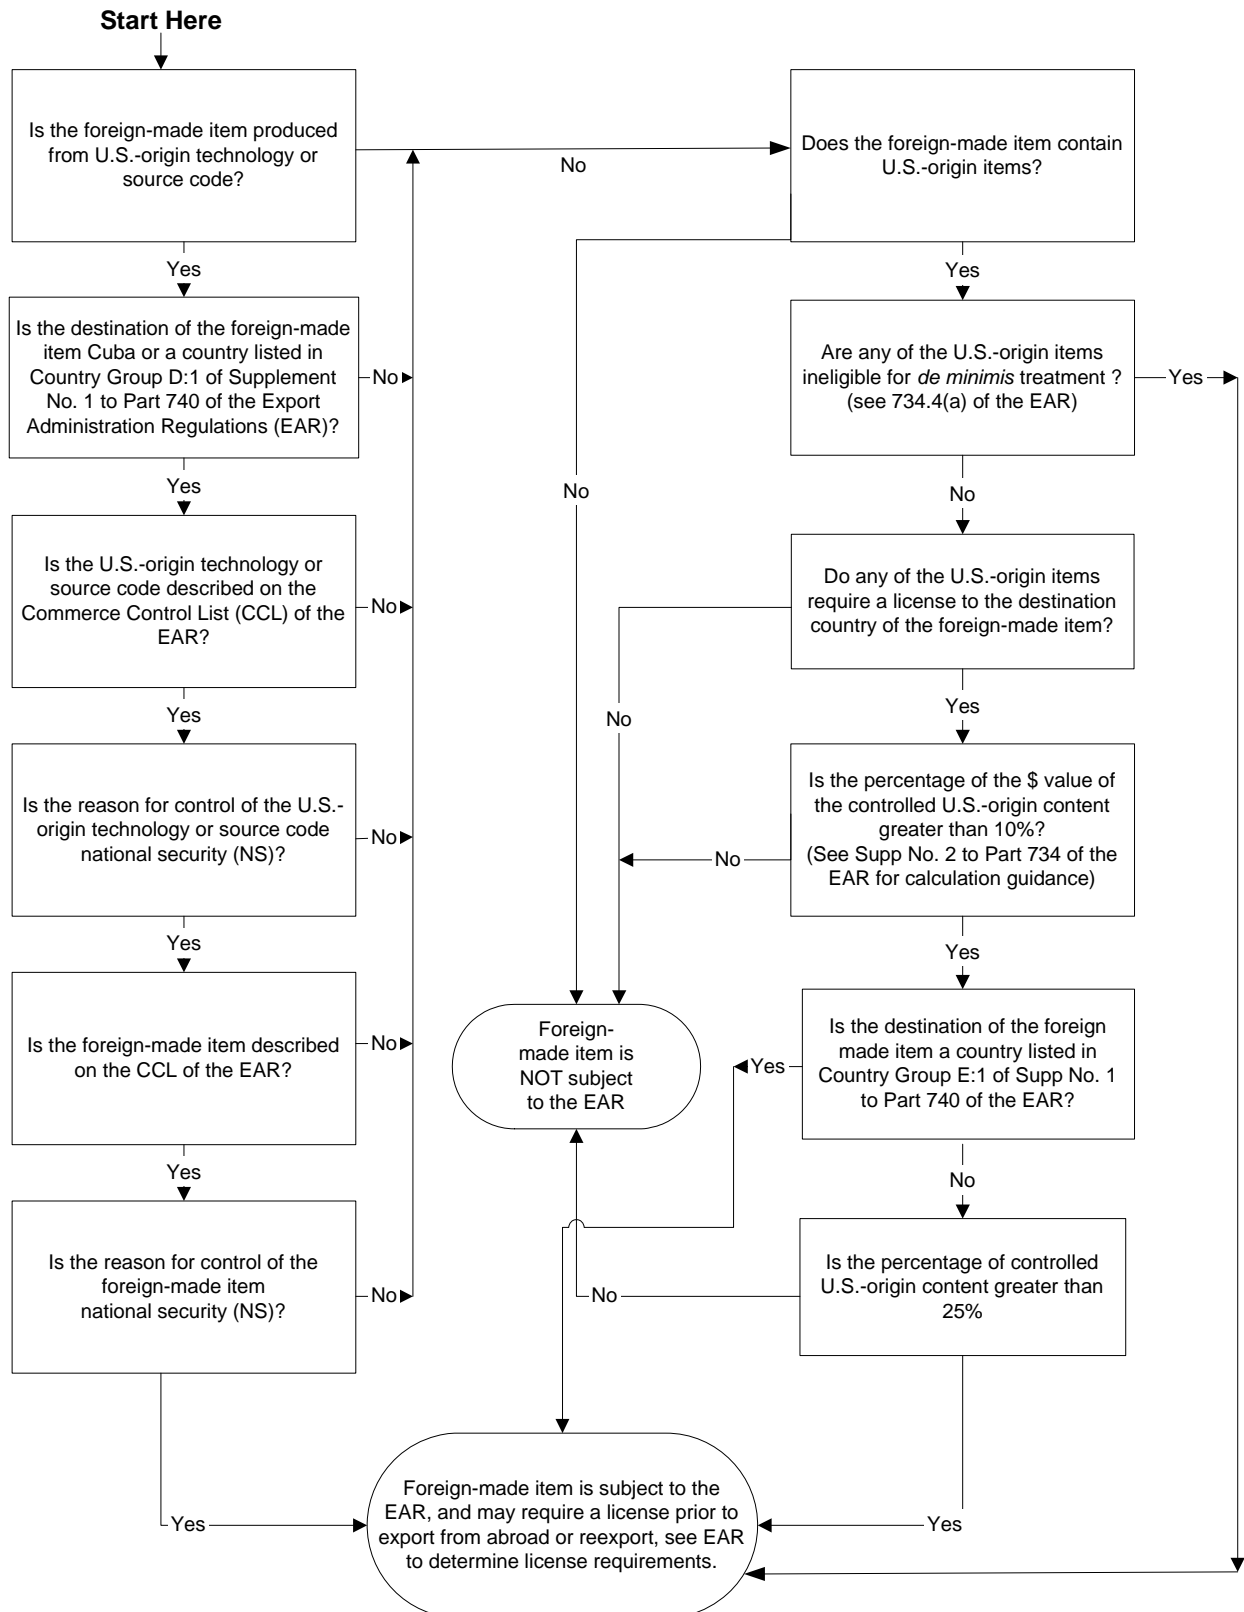 Start Here
Is the foreign-made item produced
from U.S.-origin technology or
source code?
No
Yes
Is the destination of the foreign-made
item Cuba or a country listed in
Country Group D:1 of Supplement
No. 1 to Part 740 of the Export
Administration Regulations (EAR)?
No
Yes
Is the U.S.-origin technology or
source code described on the
Commerce Control List (CCL) of the
EAR?
No
Yes
Is the reason for control of the U.S.-
origin technology or source code
national security (NS)?
No
Yes
Is the foreign-made item described
on the CCL of the EAR?
No
Yes
Is the reason for control of the
foreign-made item
national security (NS)?
No
Yes
Does the foreign-made item contain
U.S.-origin items?
No
Yes
Are any of the U.S.-origin items
ineligible for de minimis treatment ?
(see 734.4(a) of the EAR)
Yes
No
Do any of the U.S.-origin items
require a license to the destination
country of the foreign-made item?
No
Yes
Is the percentage of the $ value of
the controlled U.S.-origin content
greater than 10%?
(See Supp No. 2 to Part 734 of the
EAR for calculation guidance)
No
Yes
Is the destination of the foreign
made item a country listed in
Country Group E:1 of Supp No. 1
to Part 740 of the EAR?
Yes
No
Is the percentage of controlled
U.S.-origin content greater than
25%
No
Yes
Foreign-
made item is
NOT subject
to the EAR
Foreign-made item is subject to the
EAR, and may require a license prior to
export from abroad or reexport, see EAR
to determine license requirements.